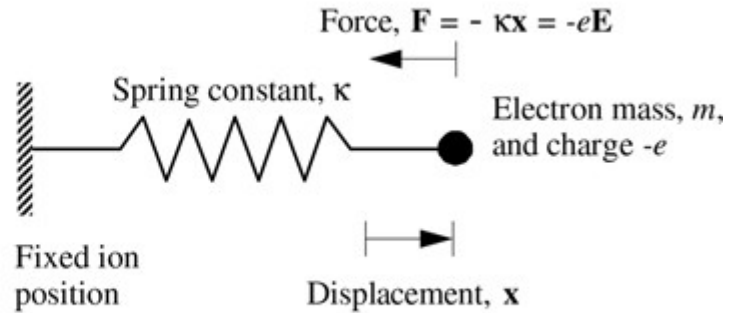 Force, F = - κx = -eE
Spring constant, κ
Electron mass, m,
and charge -e
Fixed ion
position
Displacement, x